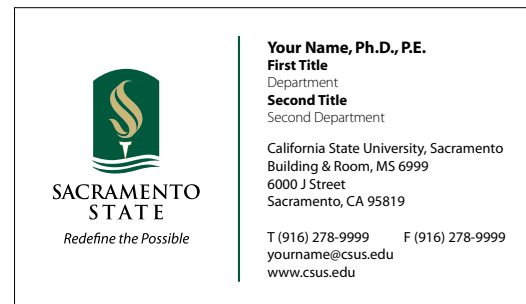 SACRAMENTO
STATE
Redefine the Possible
Your Name, Ph.D., P.E.
First Title
Department
Second Title
Second Department
California State University, Sacramento
Building & Room, MS 6999
6000 J Street
Sacramento, CA 95819
T (916) 278-9999 F (916) 278-9999
yourname@csus.edu
www.csus.edu